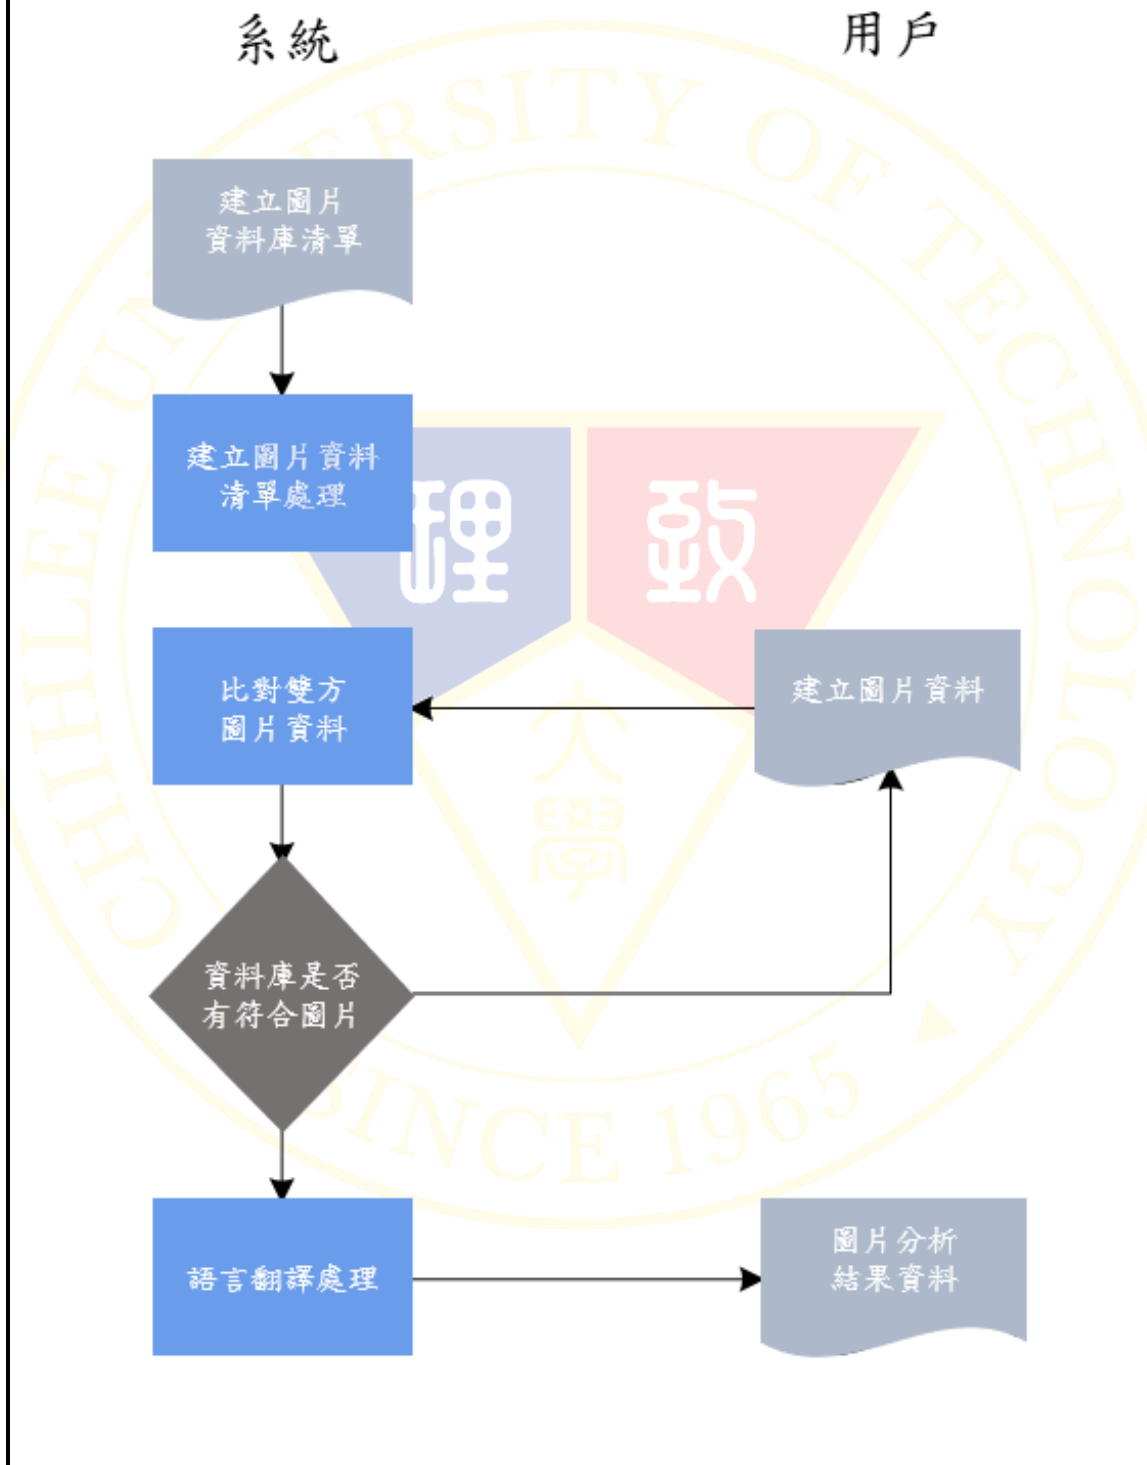 系統
用戶
建立圖片
資料庫清單
建立圖片資料
清單處理
比對雙方
圖片資料
建立圖片資料
資料庫是否
有符合圖片
語言翻譯處理
圖片分析
結果資料
CHIHLEE UNIVERSITY OF TECHNOLOGY
理 致
大
學
SINCE 1965